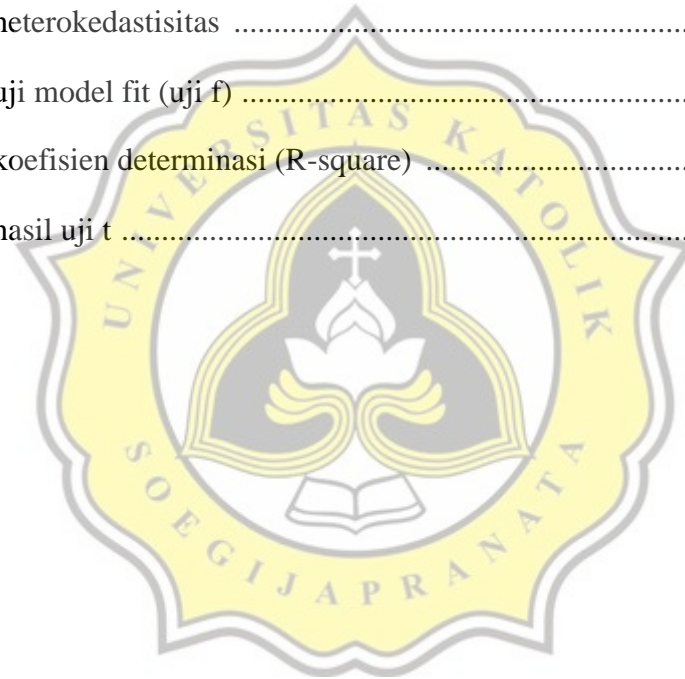 heterokedastisitas ................................................................
uji model fit (uji f) ................................................................
koefisien determinasi (R-square) ......................................
hasil uji t ..............................................................................
UNIVERSITAS KATOLIK
SOEGIJAPRANATA